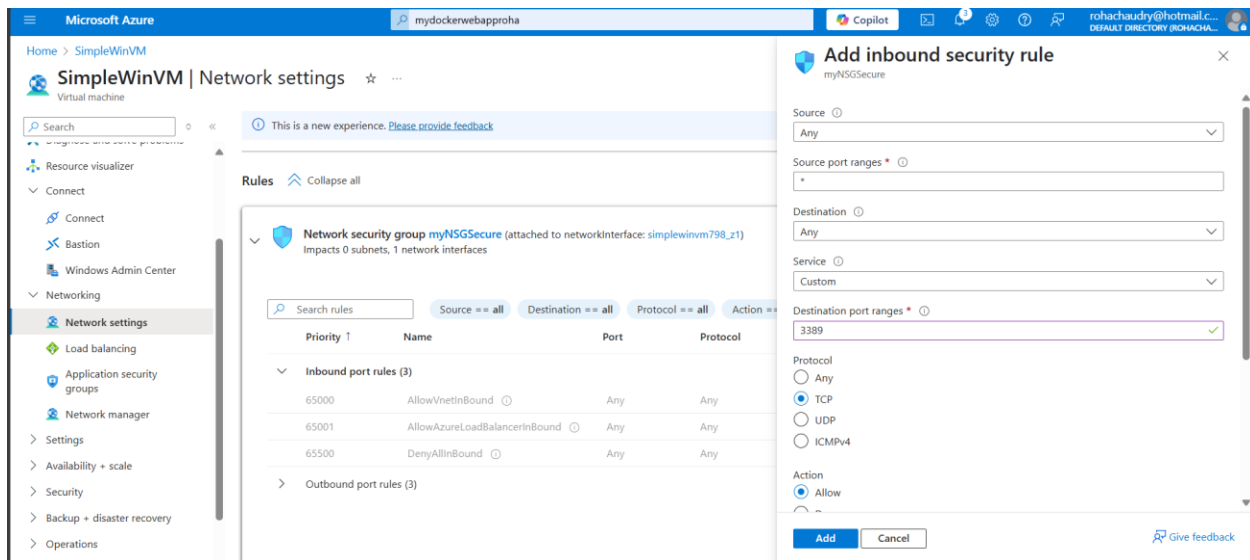 Microsoft Azure
mydockerwebapproha
Copilot
3
rohachaudry@hotmail.c...
DEFAULT DIRECTORY (ROHACHA...
Home > SimpleWinVM
SimpleWinVM | Network settings
Virtual machine
Search
Diagnose and solve problems
Resource visualizer
Connect
Connect
Bastion
Windows Admin Center
Networking
Network settings
Load balancing
Application security
groups
Network manager
Settings
Availability + scale
Security
Backup + disaster recovery
Operations
This is a new experience. Please provide feedback
Rules Collapse all
Network security group myNSGSecure (attached to networkInterface: simplewinvm798_z1)
Impacts 0 subnets, 1 network interfaces
Search rules Source == all Destination == all Protocol == all Action ==
Priority ↑ Name Port Protocol
Inbound port rules (3)
65000 AllowVnetInBound Any Any
65001 AllowAzureLoadBalancerInBound Any Any
65500 DenyAllInBound Any Any
Outbound port rules (3)
Add inbound security rule
myNSGSecure
Source
Any
Source port ranges *
*
Destination
Any
Service
Custom
Destination port ranges *
3389
Protocol
Any
TCP
UDP
ICMPv4
Action
Allow
Add Cancel
Give feedback